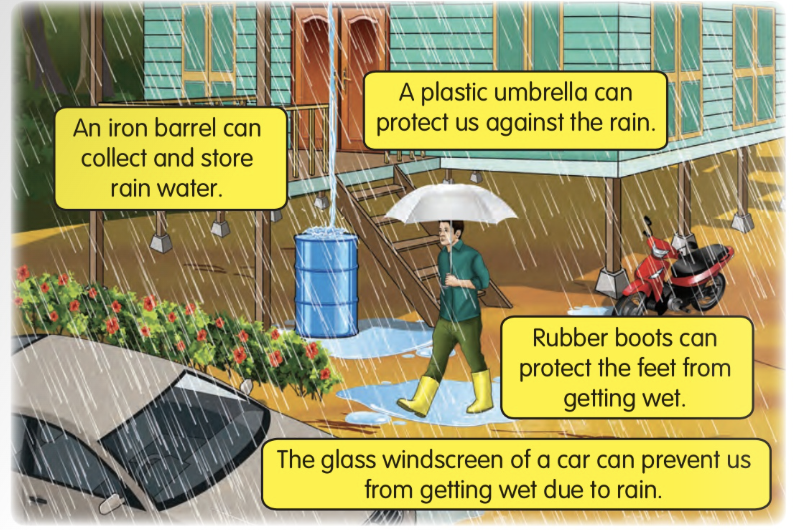 A plastic umbrella can
protect us against the rain.
An iron barrel can
collect and store
rain water.
Rubber boots can
protect the feet from
getting wet.
The glass windscreen of a car can prevent us
from getting wet due to rain.